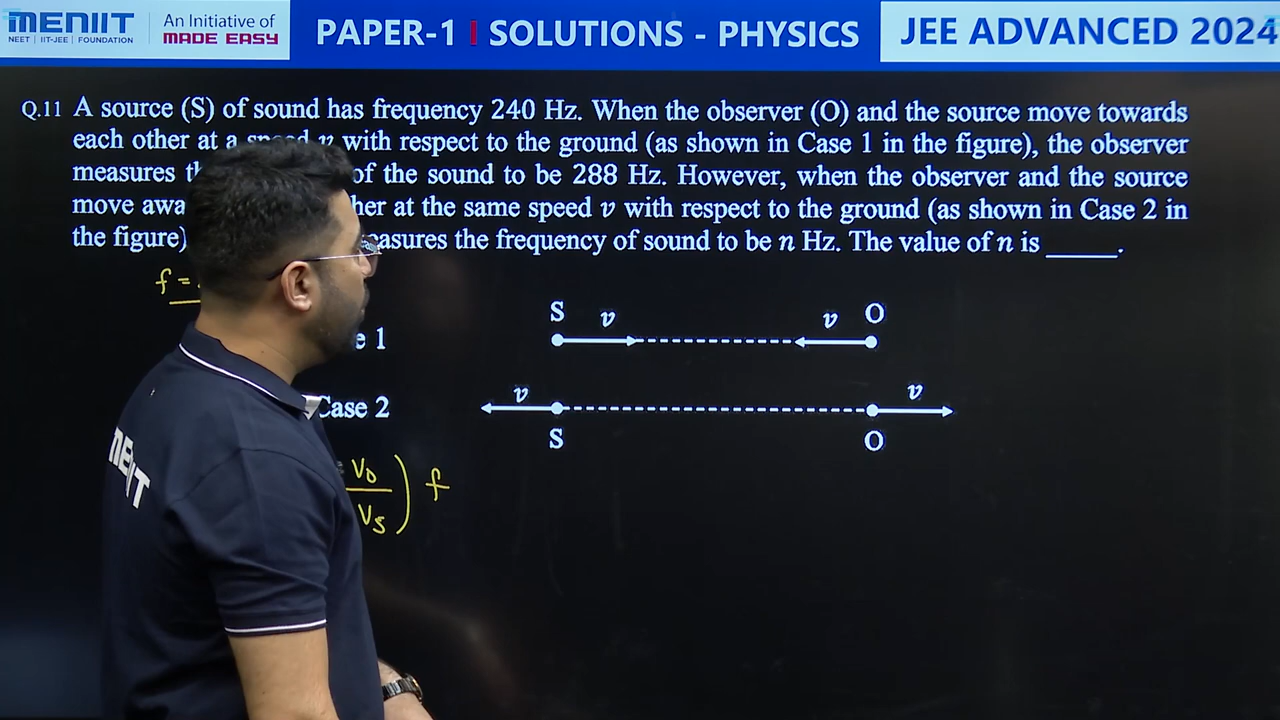 MENIIT
NEET | IIT-JEE | FOUNDATION
An Initiative of
MADE EASY
PAPER-1 | SOLUTIONS - PHYSICS
JEE ADVANCED 2024
Q.11 A source (S) of sound has frequency 240 Hz. When the observer (O) and the source move towards
each other at a speed v with respect to the ground (as shown in Case 1 in the figure), the observer
measures of the sound to be 288 Hz. However, when the observer and the source
move at the same speed v with respect to the ground (as shown in Case 2 in
the figure) measures the frequency of sound to be n Hz. The value of n is _____.
f =
S v v O
1
v v
Case 2
S O
V₀
) f
Vₛ
MENIIT